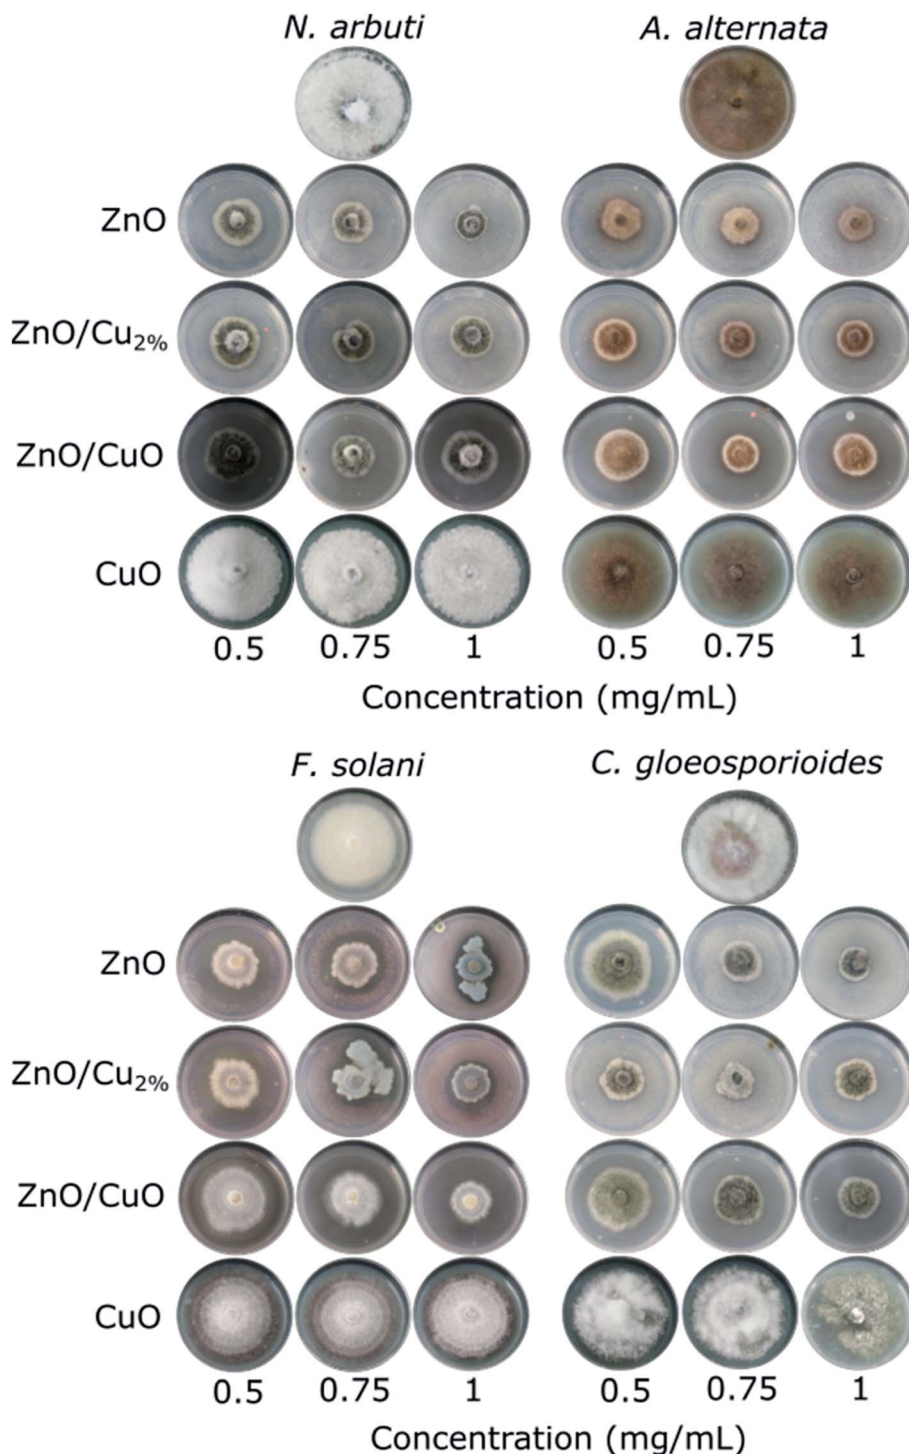 N. arbuti A. alternata
ZnO
ZnO/Cu2%
ZnO/CuO
CuO
0.5 0.75 1 0.5 0.75 1
Concentration (mg/mL)
F. solani C. gloeosporioides
ZnO
ZnO/Cu2%
ZnO/CuO
CuO
0.5 0.75 1 0.5 0.75 1
Concentration (mg/mL)